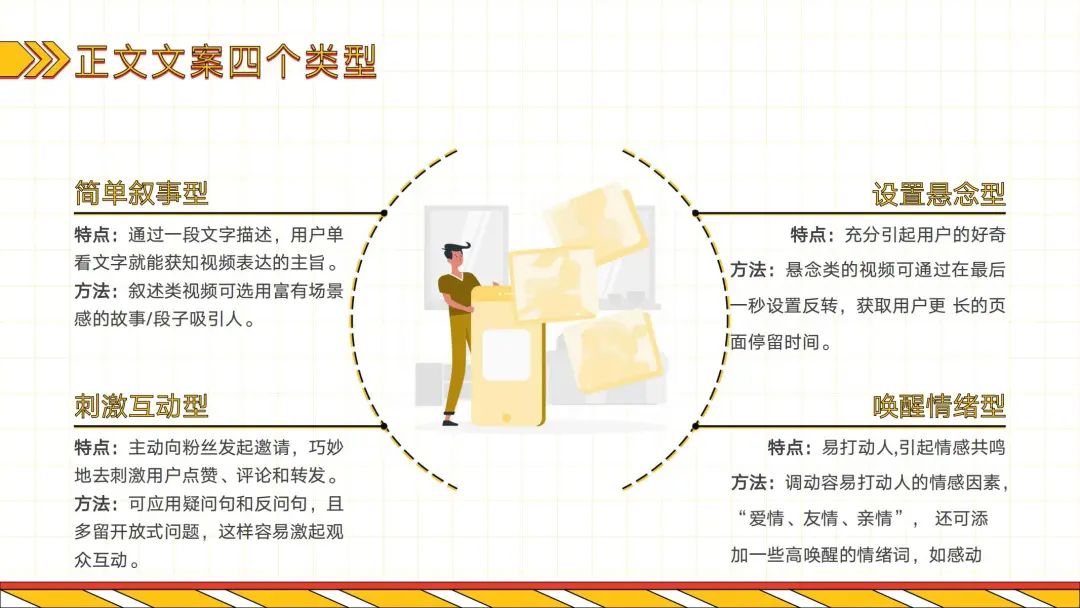 正文文案四个类型
简单叙事型
特点：通过一段文字描述，用户单
看文字就能获知视频表达的主旨。
方法：叙述类视频可选用富有场景
感的故事/段子吸引人。
刺激互动型
特点：主动向粉丝发起邀请，巧妙
地去刺激用户点赞、评论和转发。
方法：可应用疑问句和反问句，且
多留开放式问题，这样容易激起观
众互动。
设置悬念型
特点：充分引起用户的好奇
方法：悬念类的视频可通过在最后
一秒设置反转，获取用户更 长的页
面停留时间。
唤醒情绪型
特点：易打动人,引起情感共鸣
方法：调动容易打动人的情感因素，
“爱情、友情、亲情”， 还可添
加一些高唤醒的情绪词，如感动